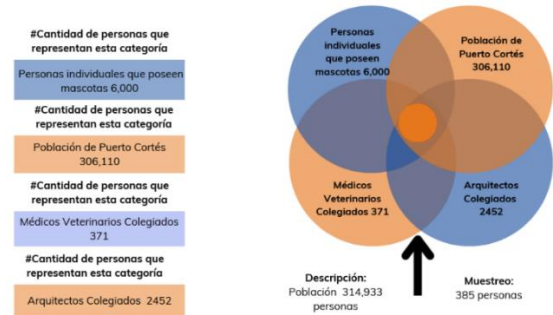 #Cantidad de personas que
representan esta categoría
Personas individuales que poseen
mascotas 6,000
#Cantidad de personas que
representan esta categoría
Población de Puerto Cortés
306,110
#Cantidad de personas que
representan esta categoría
Médicos Veterinarios Colegiados
371
#Cantidad de personas que
representan esta categoría
Arquitectos Colegiados 2452
Personas
individuales
que poseen
mascotas 6,000
Población de
Puerto Cortés
306,110
Médicos
Veterinarios
Colegiados 371
Arquitectos
Colegiados
2452
Descripción:
Población 314,933
personas
Muestreo:
385 personas